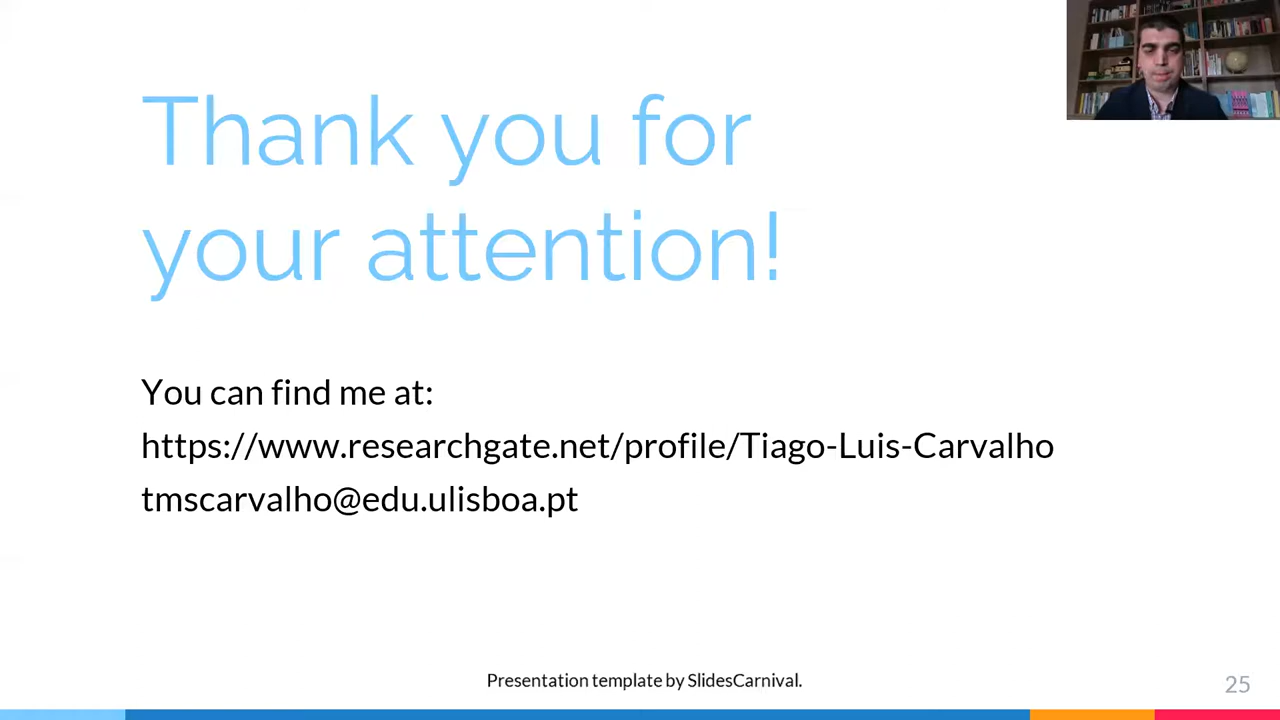 Thank you for
your attention!
You can find me at:
https://www.researchgate.net/profile/Tiago-Luis-Carvalho
tmscarvalho@edu.ulisboa.pt
Presentation template by SlidesCarnival.
25